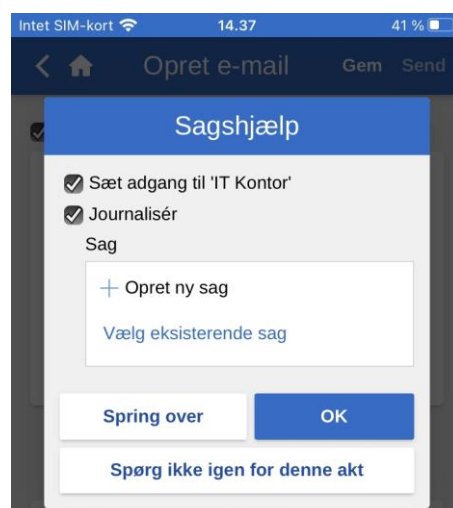 Intet SIM-kort 14.37 41 %
Opret e-mail Gem Send
Sagshjælp
Sæt adgang til 'IT Kontor'
Journalisér
Sag
Opret ny sag
Vælg eksisterende sag
Spring over OK
Spørg ikke igen for denne akt